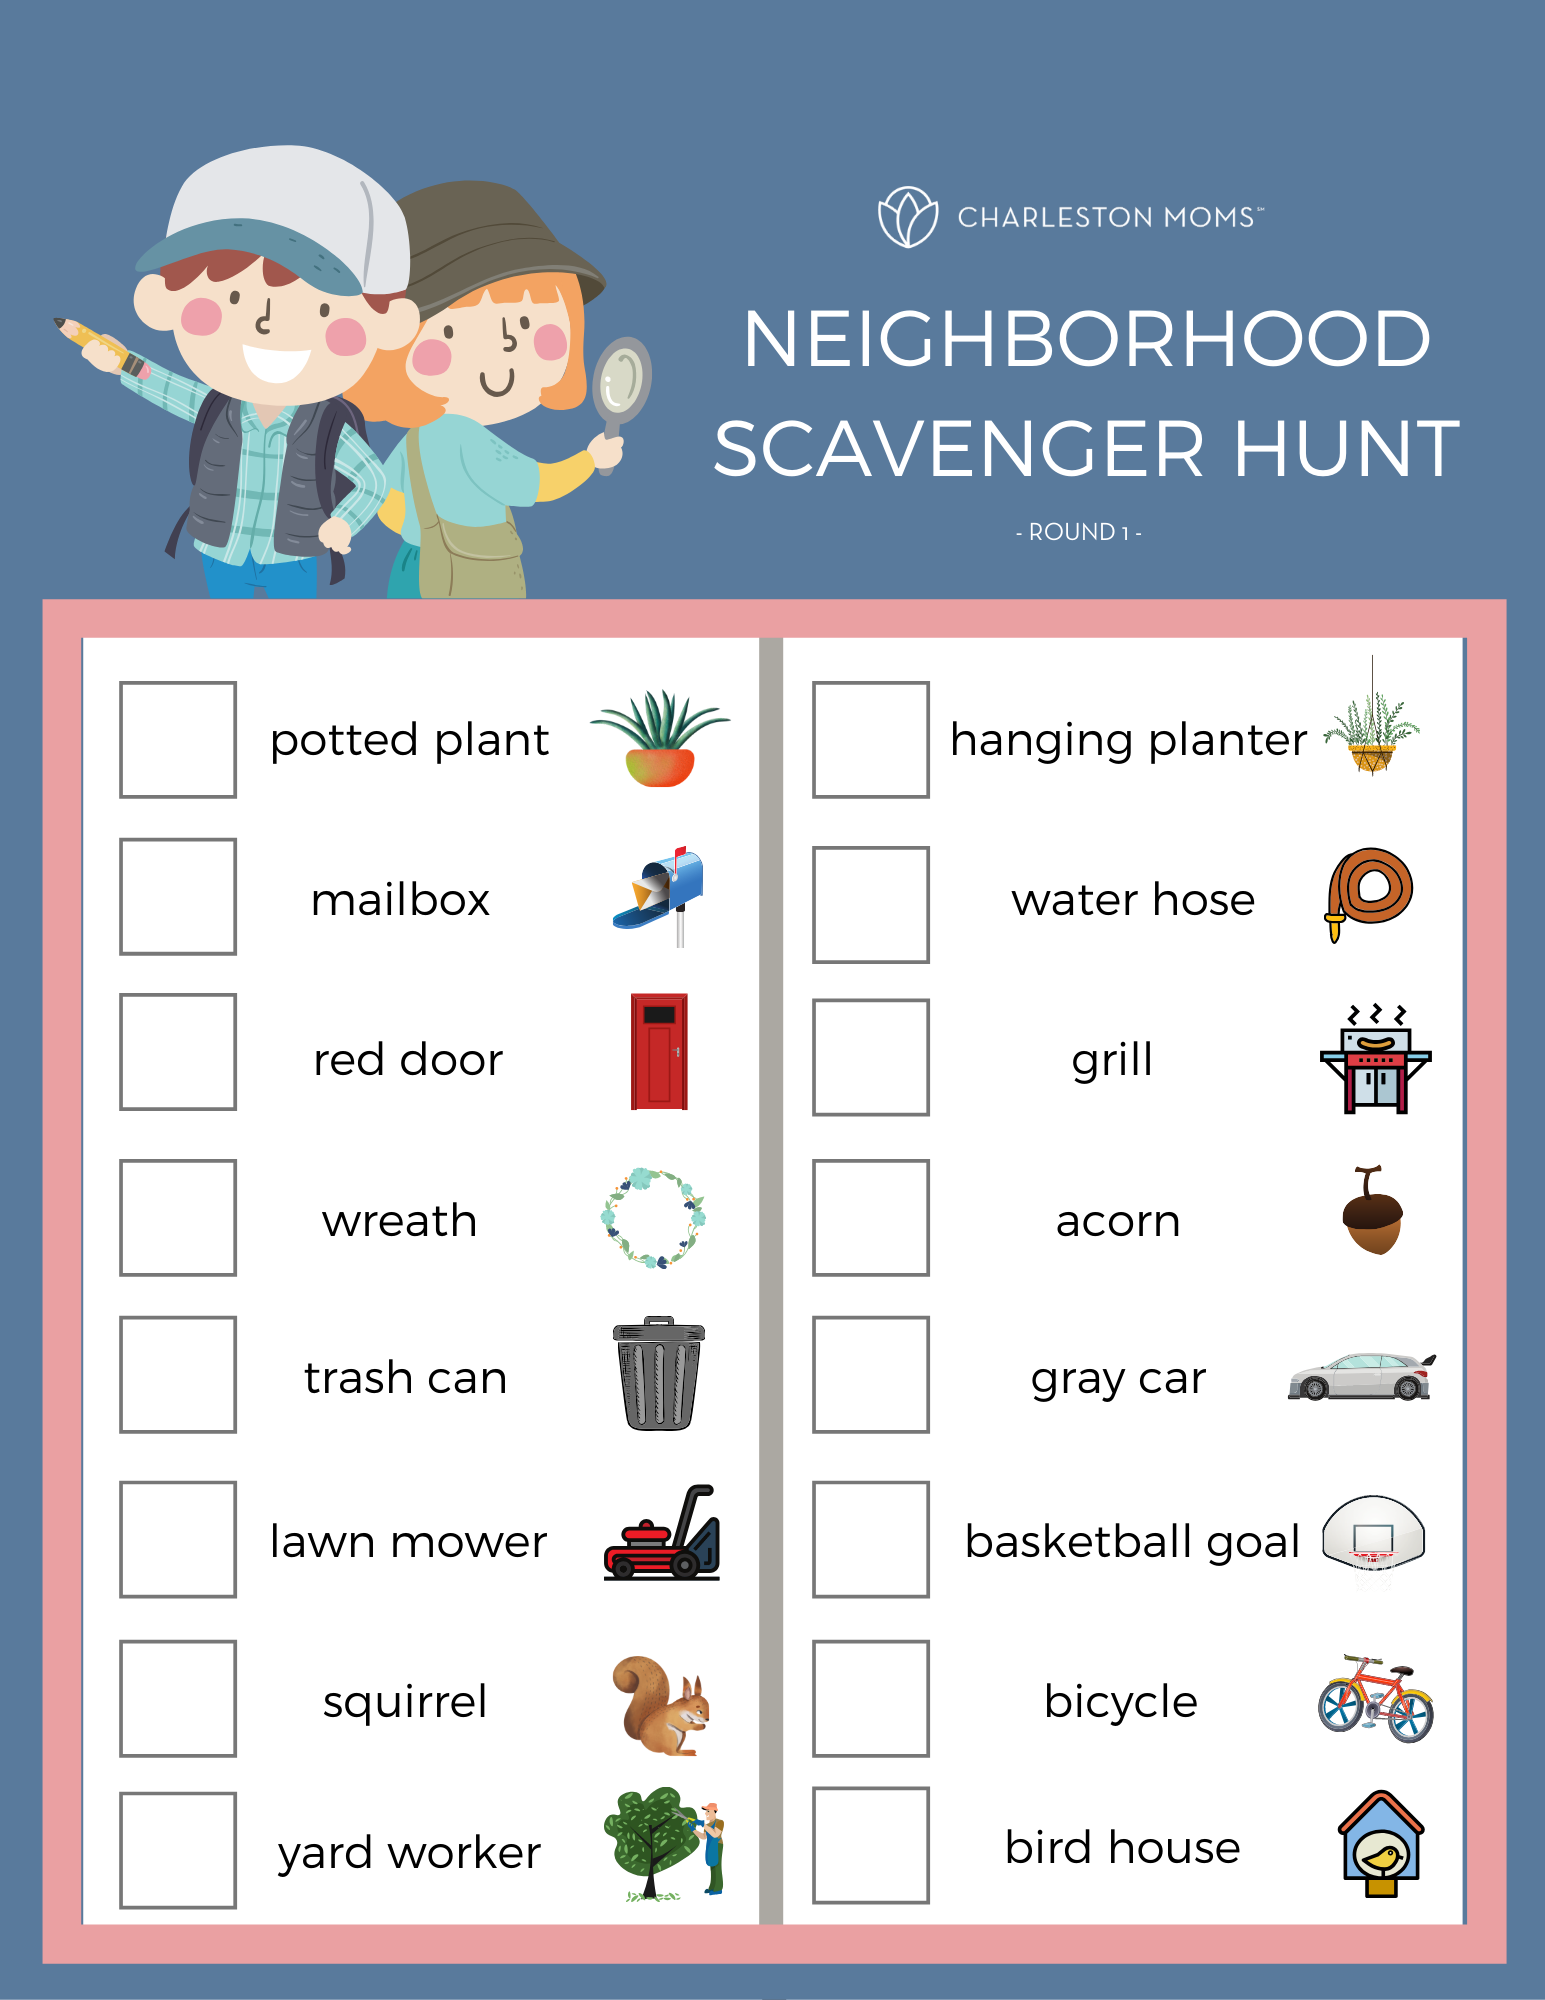 CHARLESTON MOMS℠
NEIGHBORHOOD
SCAVENGER HUNT
- ROUND 1 -
potted plant
mailbox
red door
wreath
trash can
lawn mower
squirrel
yard worker
hanging planter
water hose
grill
acorn
gray car
basketball goal
bicycle
bird house